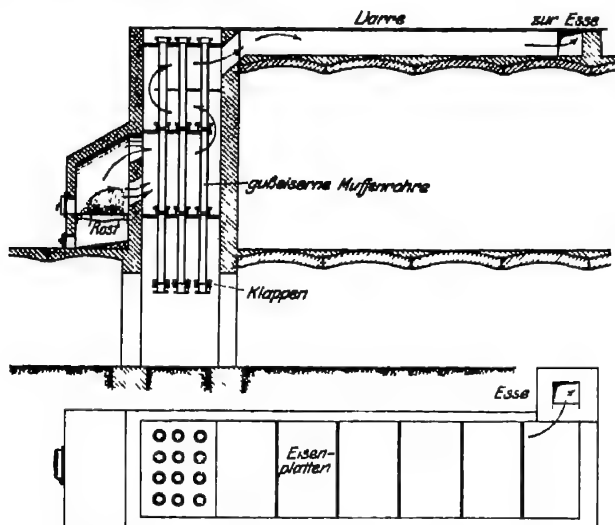 Darre
zur Esse
gußeiserne Muffenrohre
Rost
Klappen
Esse
Eisen-
platten